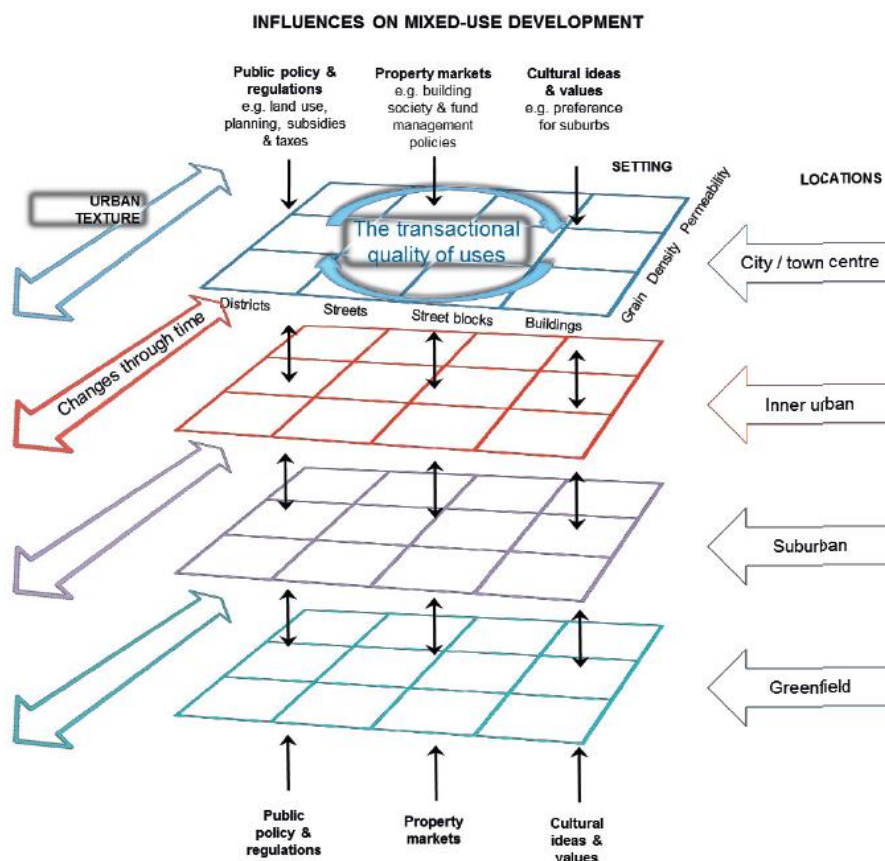 INFLUENCES ON MIXED-USE DEVELOPMENT
Public policy &
regulations
e.g. land use,
planning, subsidies
& taxes
Property markets
e.g. building
society & fund
management
policies
Cultural ideas
& values
e.g. preference
for suburbs
SETTING
LOCATIONS
URBAN
TEXTURE
The transactional
quality of uses
Grain
Density
Permeability
City / town centre
Districts
Streets
Street blocks
Buildings
Changes through time
Inner urban
Suburban
Greenfield
Public
policy &
regulations
Property
markets
Cultural
ideas &
values